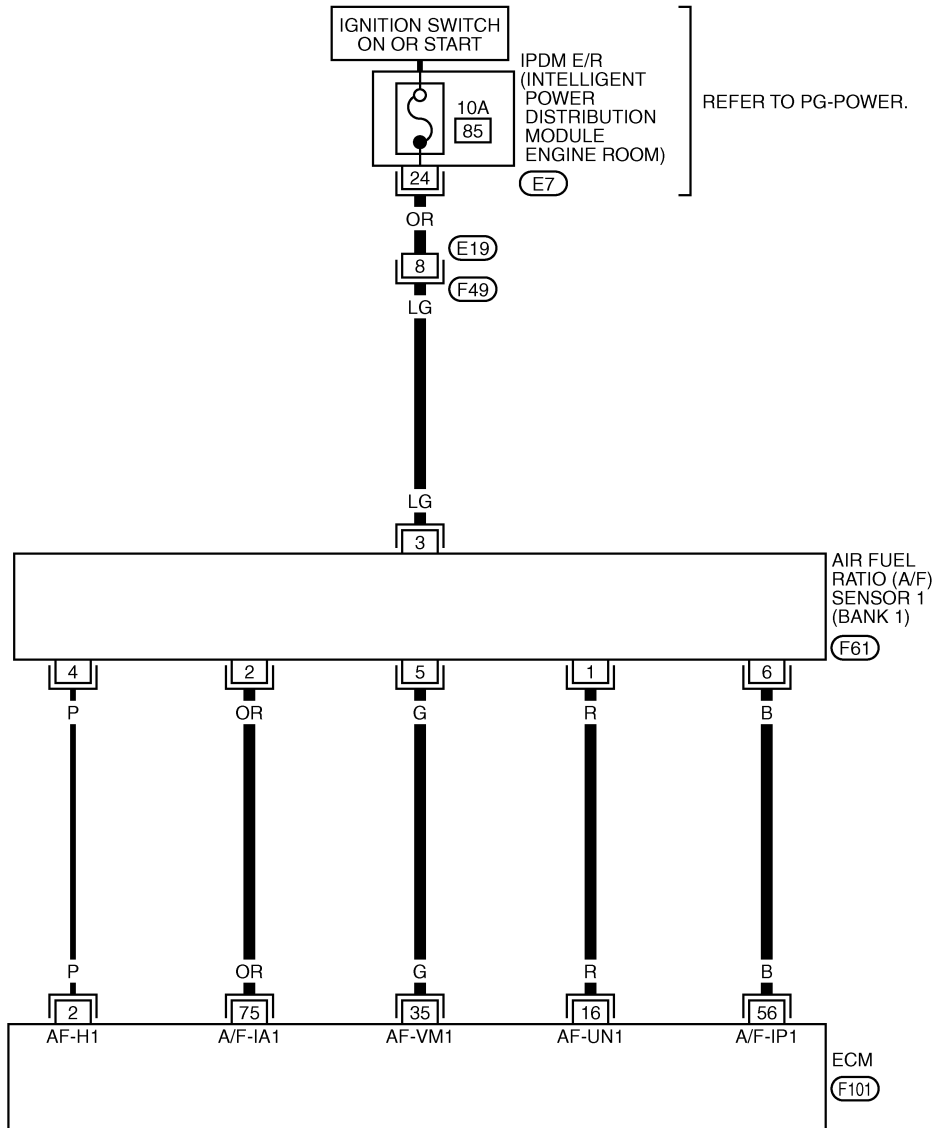 IGNITION SWITCH
ON OR START
IPDM E/R
(INTELLIGENT
POWER
DISTRIBUTION
MODULE
ENGINE ROOM)
REFER TO PG-POWER.
10A
85
24
E7
OR
E19
8
F49
LG
LG
3
AIR FUEL
RATIO (A/F)
SENSOR 1
(BANK 1)
F61
4 2 5 1 6
P OR G R B
P OR G R B
2 75 35 16 56
AF-H1 A/F-IA1 AF-VM1 AF-UN1 A/F-IP1
ECM
F101